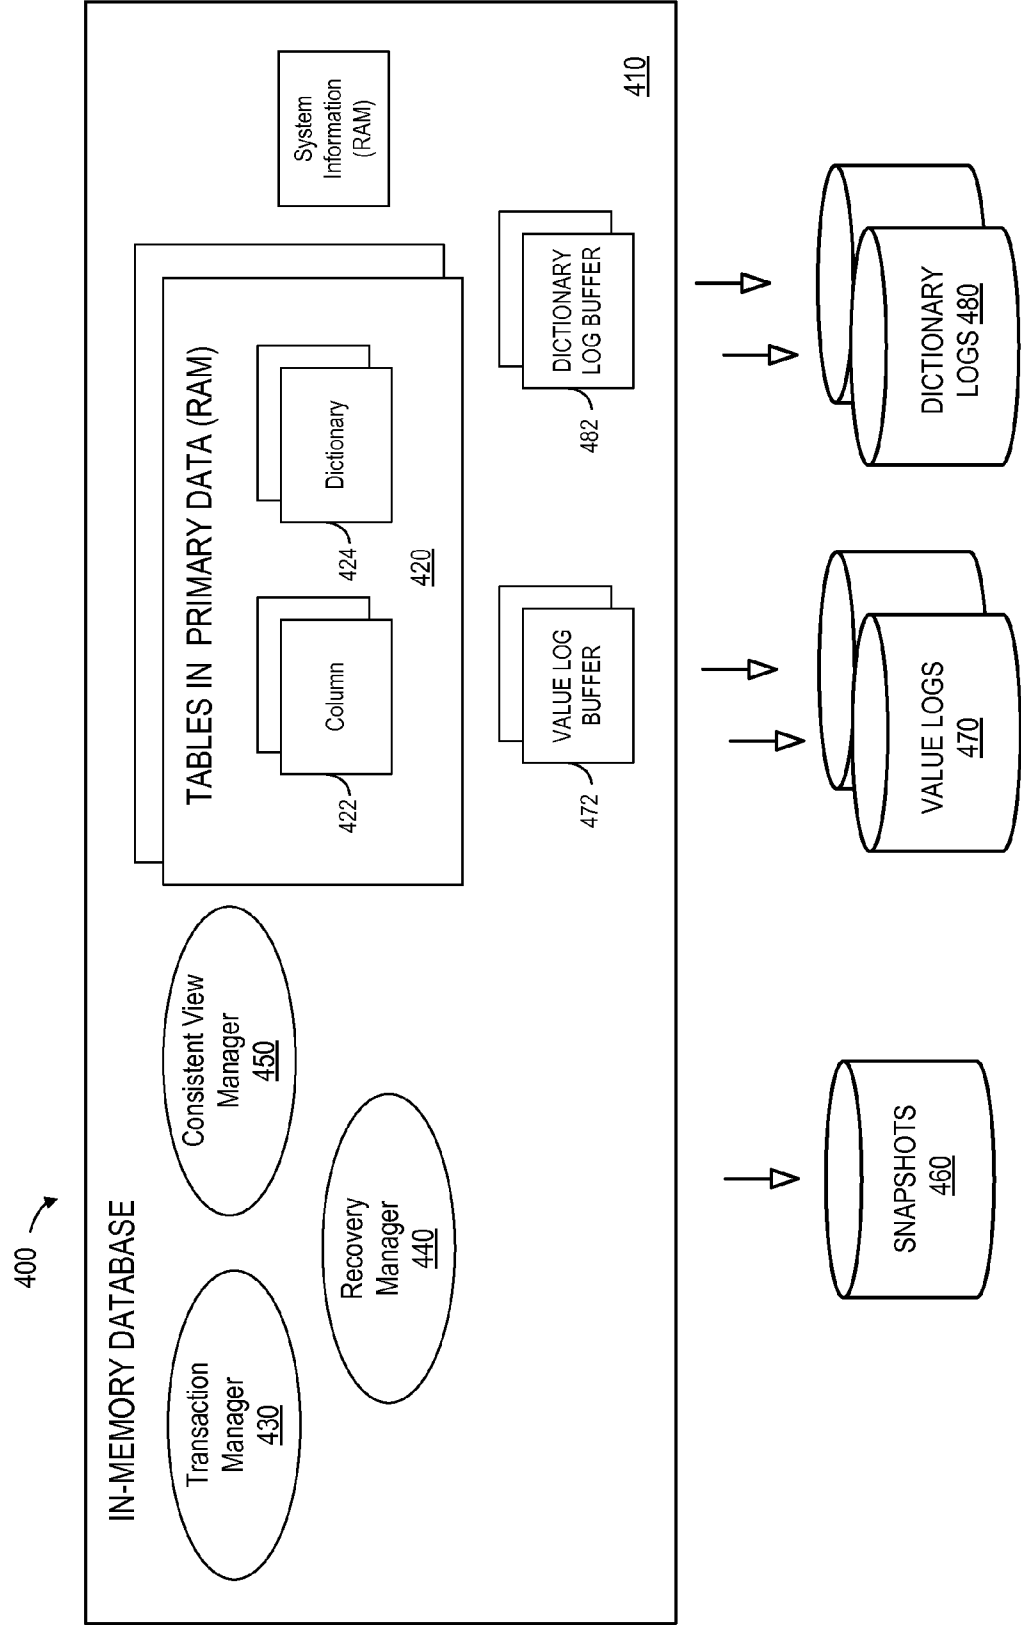 400
IN-MEMORY DATABASE
Transaction
Manager
430
Recovery
Manager
440
Consistent View
Manager
450
TABLES IN PRIMARY DATA (RAM)
Column
422
Dictionary
424
420
System
Information
(RAM)
410
VALUE LOG
BUFFER
472
DICTIONARY
LOG BUFFER
482
SNAPSHOTS
460
VALUE LOGS
470
DICTIONARY
LOGS 480